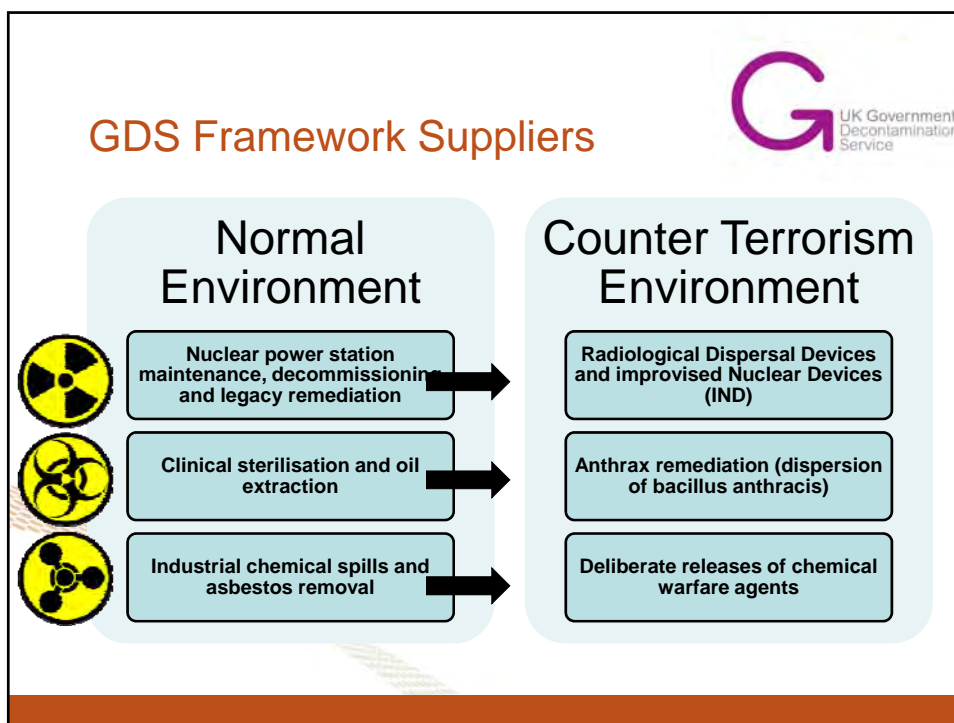 UK Government
Decontamination
Service
GDS Framework Suppliers
Normal
Environment
Nuclear power station
maintenance, decommissioning
and legacy remediation
Clinical sterilisation and oil
extraction
Industrial chemical spills and
asbestos removal
Counter Terrorism
Environment
Radiological Dispersal Devices
and improvised Nuclear Devices
(IND)
Anthrax remediation (dispersion
of bacillus anthracis)
Deliberate releases of chemical
warfare agents